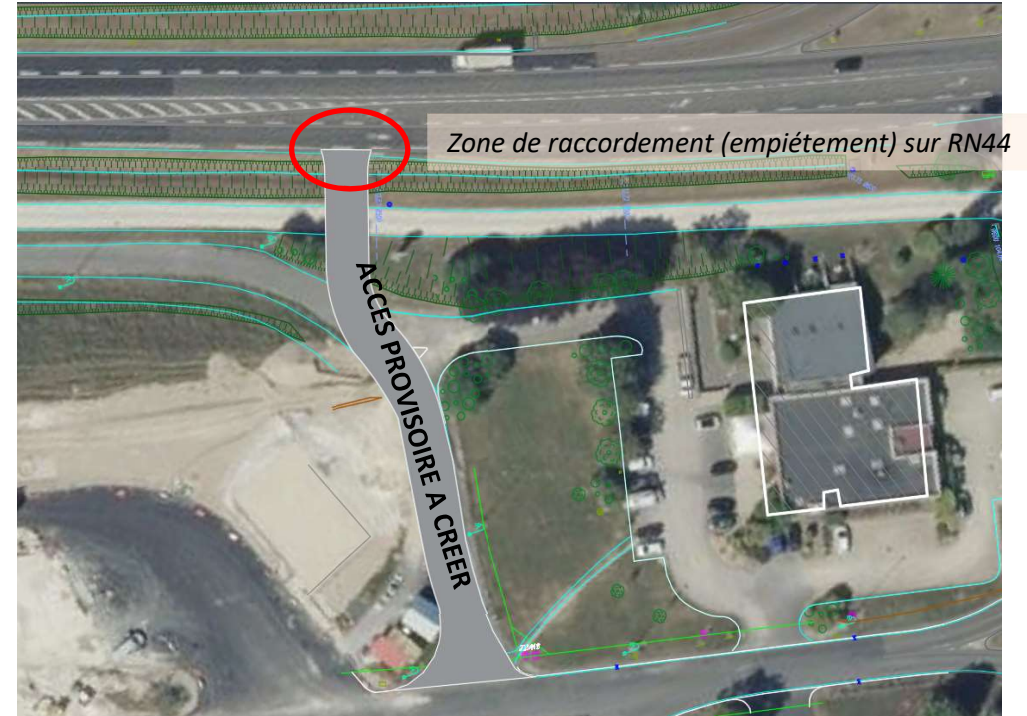 Zone de raccordement (empiétement) sur RN44
ACCES PROVISOIRE A CREER